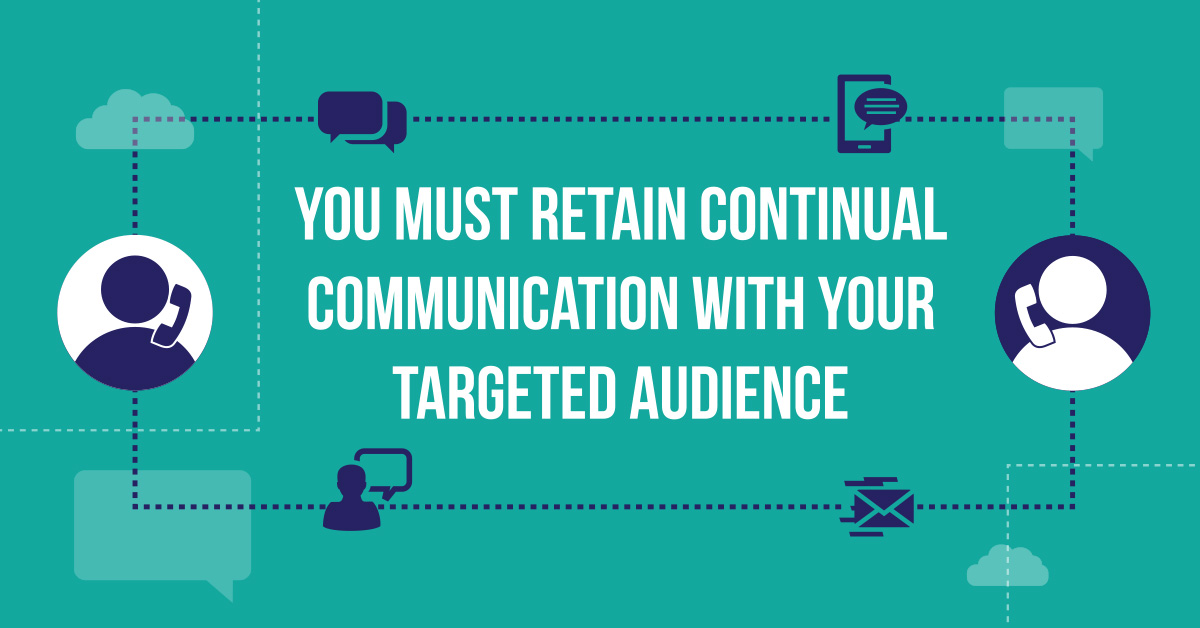 YOU MUST RETAIN CONTINUAL
COMMUNICATION WITH YOUR
TARGETED AUDIENCE